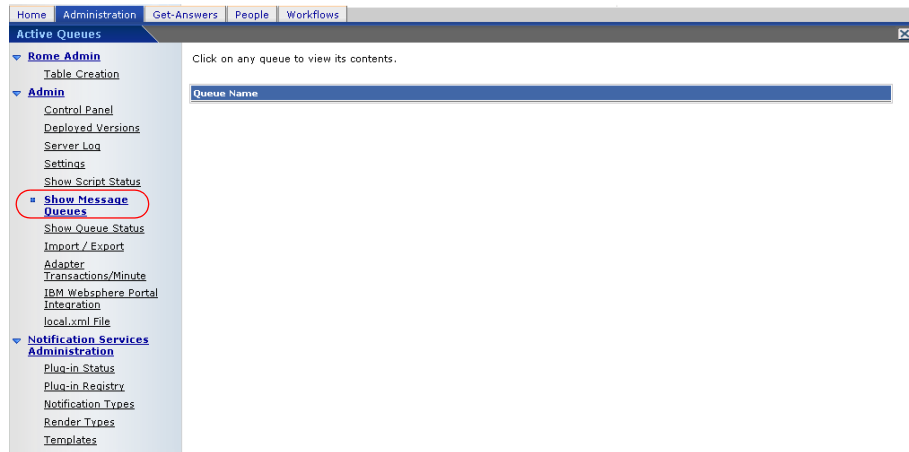 Home Administration Get-Answers People Workflows
Active Queues
Rome Admin
Table Creation
Admin
Control Panel
Deployed Versions
Server Log
Settings
Show Script Status
Show Message
Queues
Show Queue Status
Import / Export
Adapter
Transactions/Minute
IBM Websphere Portal
Integration
local.xml File
Notification Services
Administration
Plug-in Status
Plug-in Registry
Notification Types
Render Types
Templates
Click on any queue to view its contents.
Queue Name